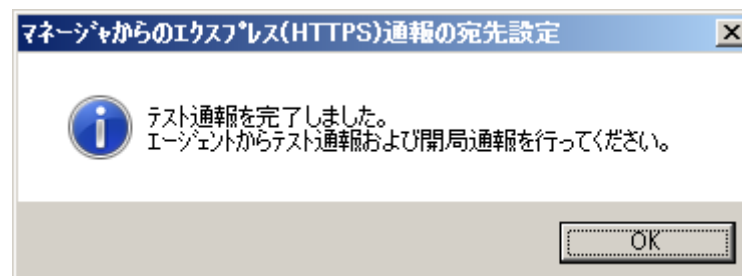 マネージャからのエクスプレス(HTTPS)通報の宛先設定
テスト通報を完了しました。
エージェントからテスト通報および開局通報を行ってください。
OK